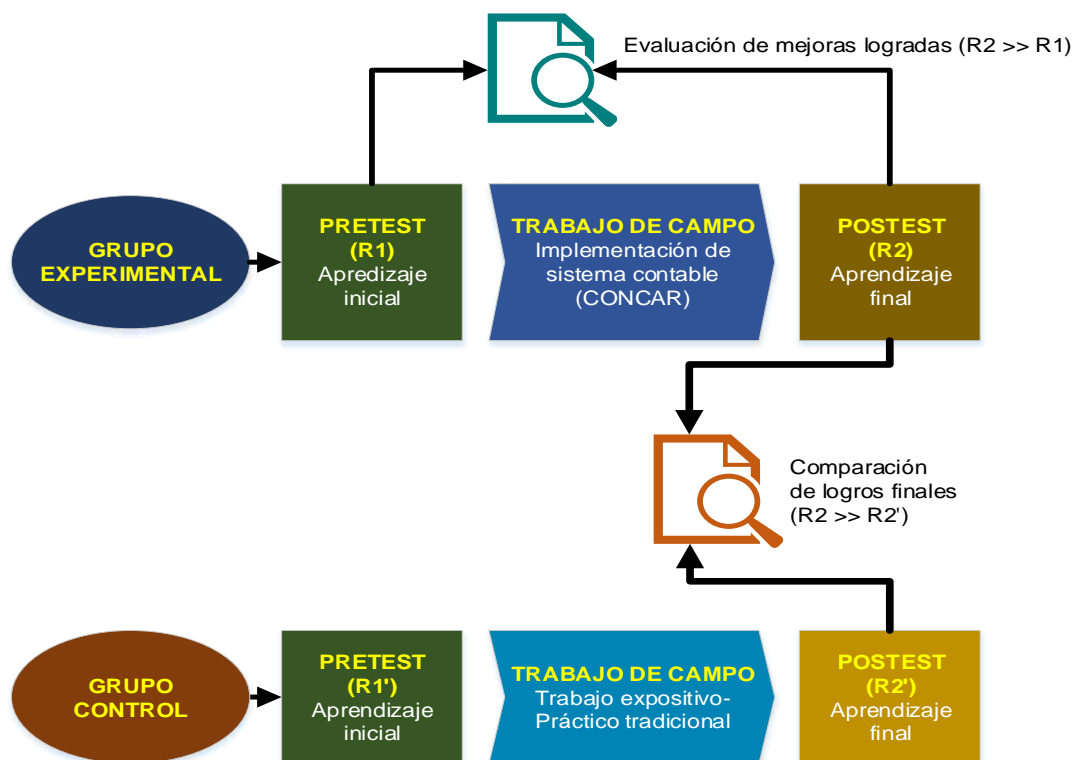 Evaluación de mejoras logradas (R2 >> R1)
GRUPO
EXPERIMENTAL
PRETEST
(R1)
Apredizaje
inicial
TRABAJO DE CAMPO
Implementación de
sistema contable
(CONCAR)
POSTEST
(R2)
Aprendizaje
final
Comparación
de logros finales
(R2 >> R2')
GRUPO
CONTROL
PRETEST
(R1')
Aprendizaje
inicial
TRABAJO DE CAMPO
Trabajo expositivo-
Práctico tradicional
POSTEST
(R2')
Aprendizaje
final